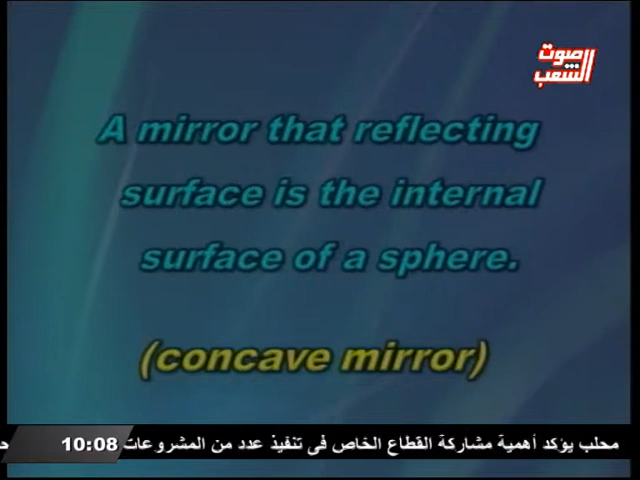 صوت
الشعب
A mirror that reflecting
surface is the internal
surface of a sphere.
(concave mirror)
محلب يؤكد أهمية مشاركة القطاع الخاص فى تنفيذ عدد من المشروعات
10:08